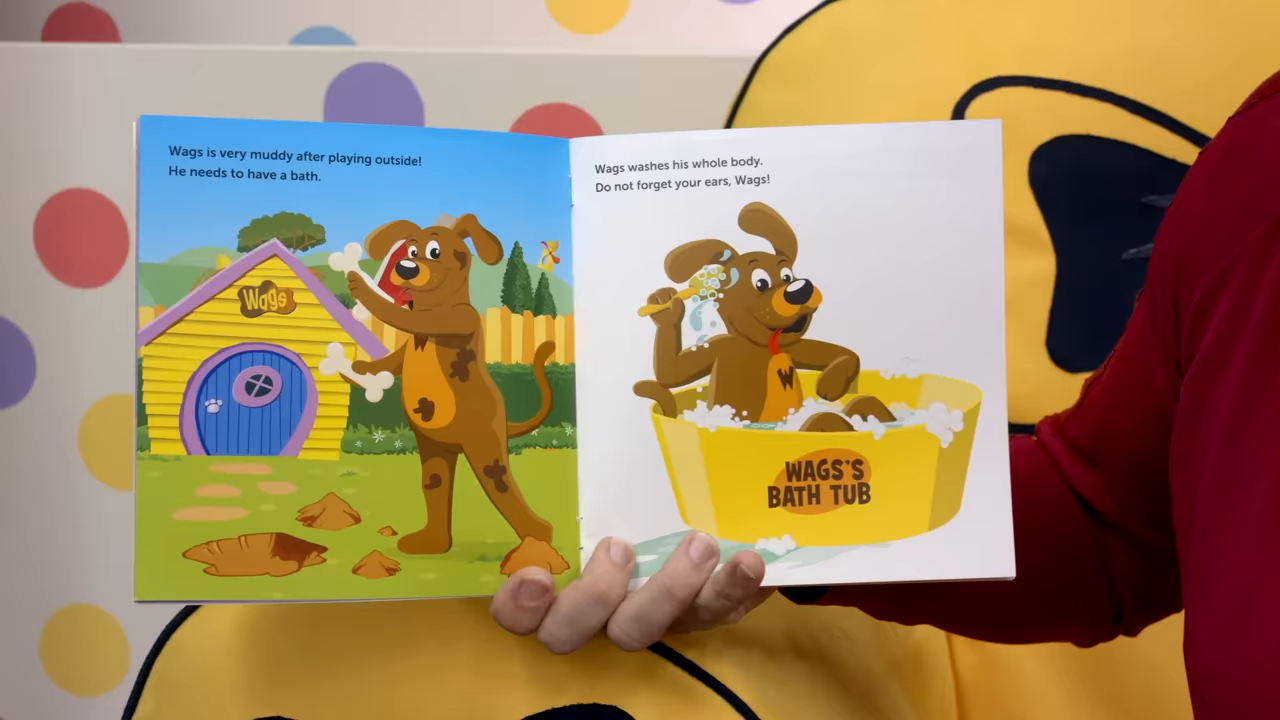 Wags is very muddy after playing outside!
He needs to have a bath.
Wags
Wags washes his whole body.
Do not forget your ears, Wags!
W
WAGS'S
BATH TUB